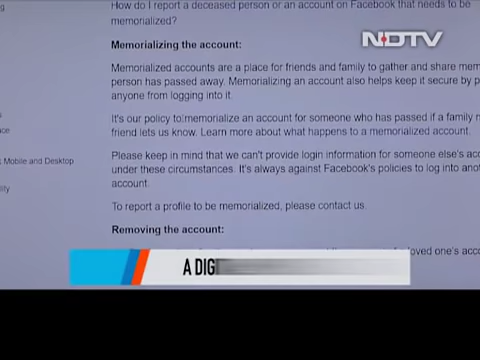 How do I report a deceased person or an account on Facebook that needs to be
memorialized?
NDTV
Memorializing the account:
Memorialized accounts are a place for friends and family to gather and share mem
person has passed away. Memorializing an account also helps keep it secure by p
anyone from logging into it.
It's our policy to memorialize an account for someone who has passed if a family m
friend lets us know. Learn more about what happens to a memorialized account.
Mobile and Desktop
Please keep in mind that we can't provide login information for someone else's acc
under these circumstances. It's always against Facebook's policies to log into ano
account.
To report a profile to be memorialized, please contact us.
Removing the account:
loved one's acco
A DIG